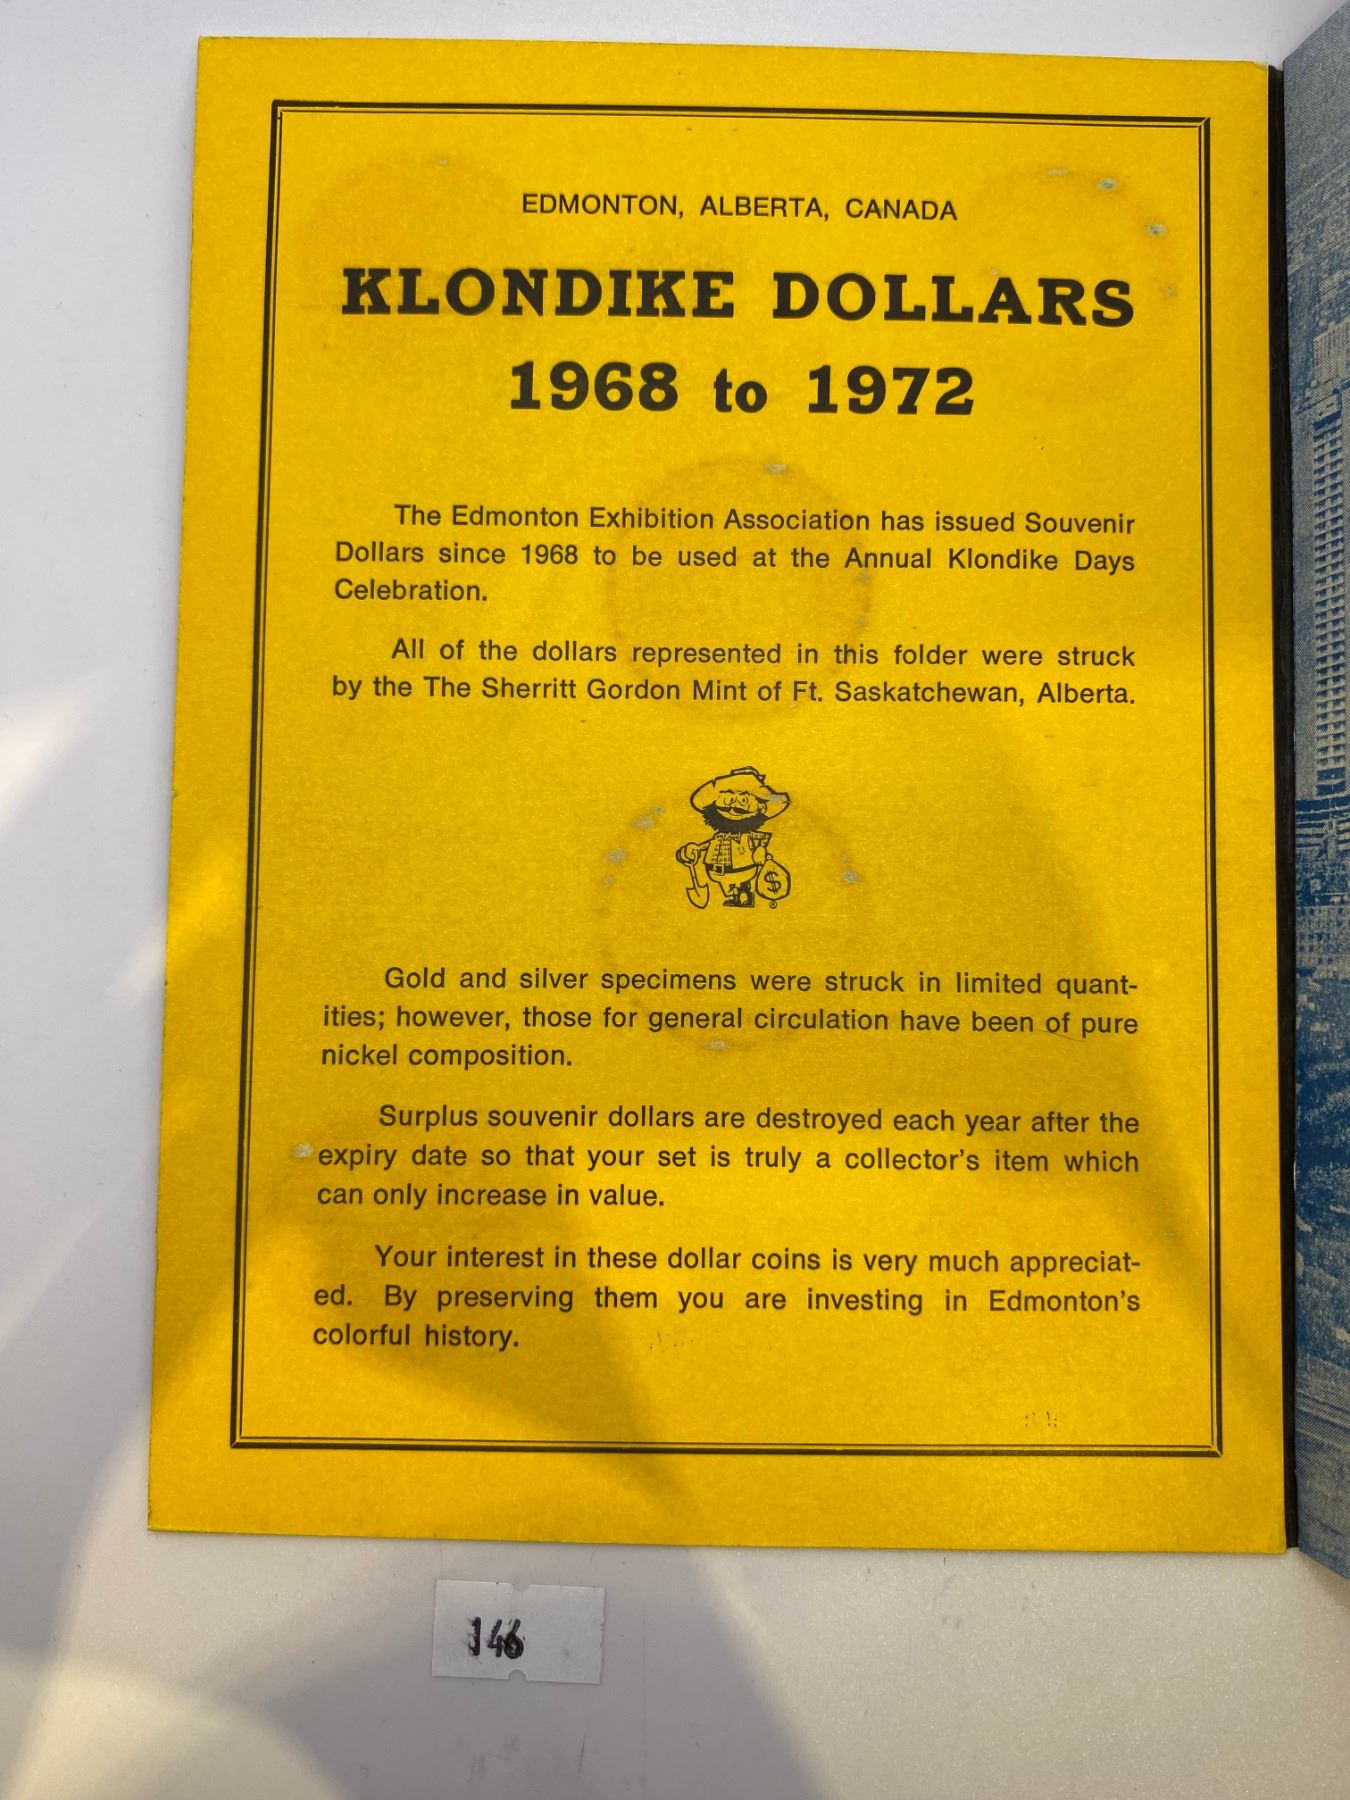 EDMONTON, ALBERTA, CANADA
KLONDIKE DOLLARS
1968 to 1972
The Edmonton Exhibition Association has issued Souvenir
Dollars since 1968 to be used at the Annual Klondike Days
Celebration.
All of the dollars represented in this folder were struck
by the The Sherritt Gordon Mint of Ft. Saskatchewan, Alberta.
$
®
Gold and silver specimens were struck in limited quant-
ities; however, those for general circulation have been of pure
nickel composition.
Surplus souvenir dollars are destroyed each year after the
expiry date so that your set is truly a collector's item which
can only increase in value.
Your interest in these dollar coins is very much appreciat-
ed. By preserving them you are investing in Edmonton's
colorful history.
146